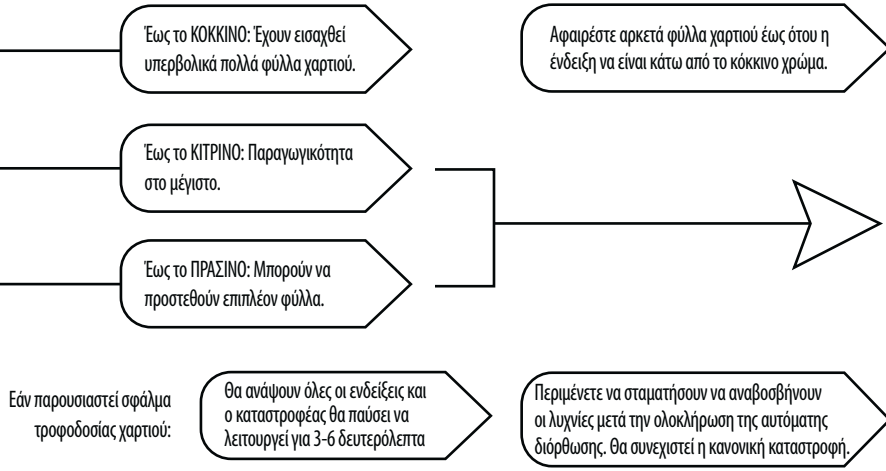 Έως το ΚΟΚΚΙΝΟ: Έχουν εισαχθεί
υπερβολικά πολλά φύλλα χαρτιού.
Αφαιρέστε αρκετά φύλλα χαρτιού έως ότου η
ένδειξη να είναι κάτω από το κόκκινο χρώμα.
Έως το ΚΙΤΡΙΝΟ: Παραγωγικότητα
στο μέγιστο.
Έως το ΠΡΑΣΙΝΟ: Μπορούν να
προστεθούν επιπλέον φύλλα.
Εάν παρουσιαστεί σφάλμα
τροφοδοσίας χαρτιού:
Θα ανάψουν όλες οι ενδείξεις και
ο καταστροφέας θα παύσει να
λειτουργεί για 3-6 δευτερόλεπτα
Περιμένετε να σταματήσουν να αναβοσβήνουν
οι λυχνίες μετά την ολοκλήρωση της αυτόματης
διόρθωσης. Θα συνεχιστεί η κανονική καταστροφή.